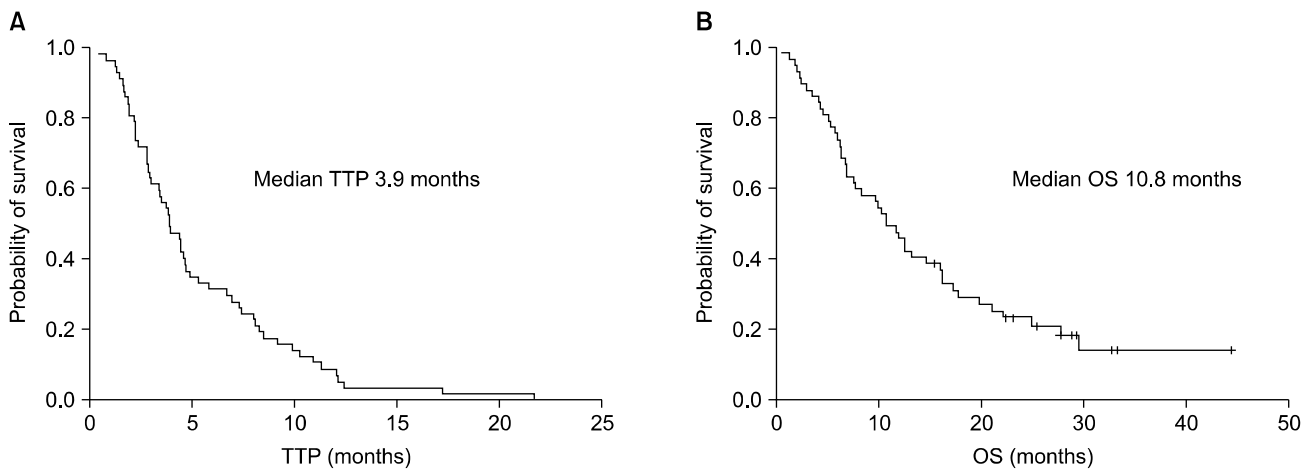 A
1.0
0.8
0.6
0.4
0.2
0.0
Probability of survival
Median TTP 3.9 months
0 5 10 15 20 25
TTP (months)
B
1.0
0.8
0.6
0.4
0.2
0.0
Probability of survival
Median OS 10.8 months
0 10 20 30 40 50
OS (months)